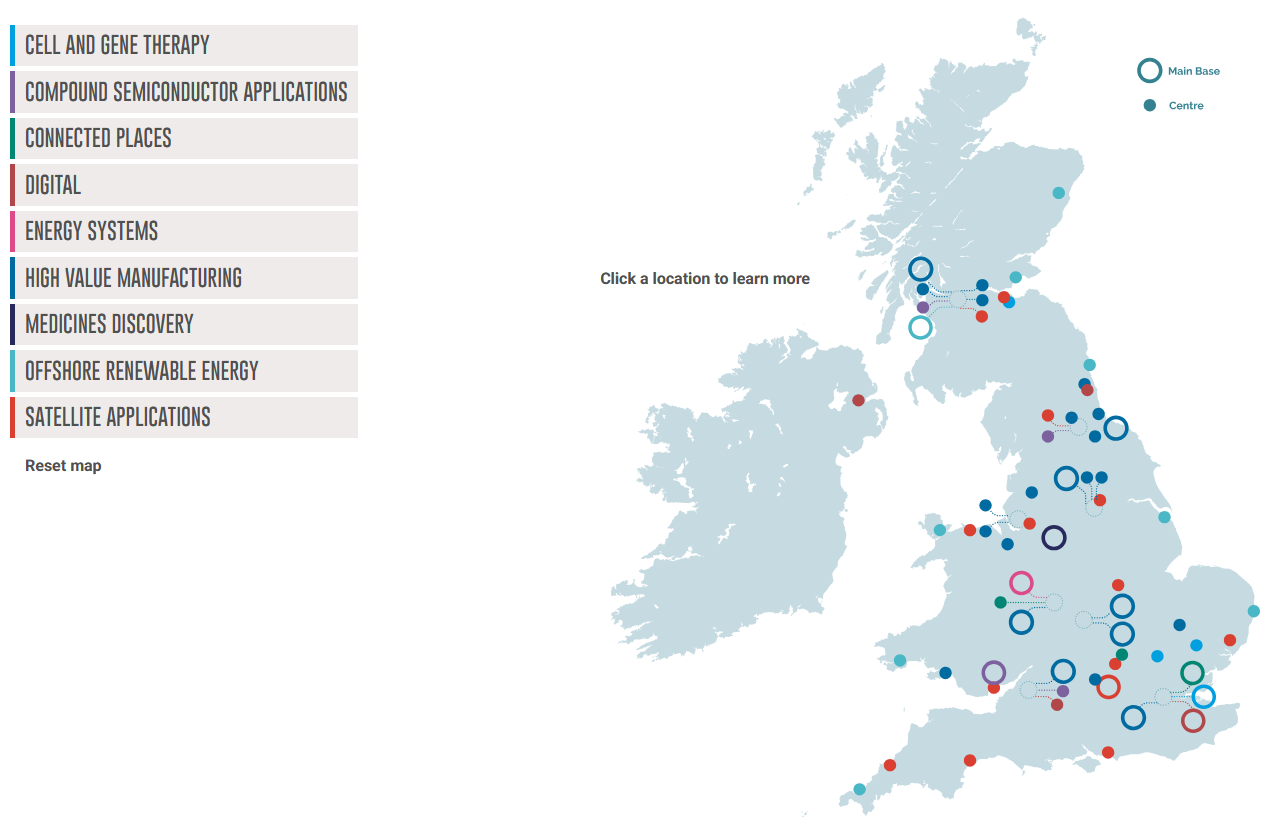 CELL AND GENE THERAPY
COMPOUND SEMICONDUCTOR APPLICATIONS
CONNECTED PLACES
DIGITAL
ENERGY SYSTEMS
HIGH VALUE MANUFACTURING
MEDICINES DISCOVERY
OFFSHORE RENEWABLE ENERGY
SATELLITE APPLICATIONS
Reset map
Click a location to learn more
Main Base
Centre